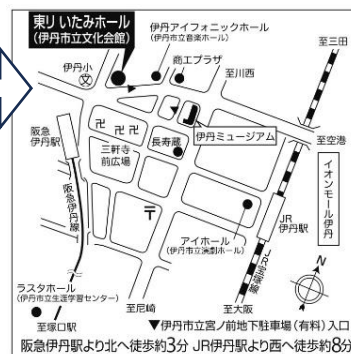 東リ いたみホール
(伊丹市立文化会館)
伊丹アイフォニックホール
(伊丹市立音楽ホール)
至三田
伊丹小
文
商工プラザ
至川西
伊丹ミュージアム
至空港
阪急
伊丹駅
卍
卍 卍
三軒寺
前広場
長寿蔵
イオンモール伊丹
阪急伊丹線
〒
アイホール
(伊丹市立演劇ホール)
JR
伊丹駅
JR宝塚線
ラスタホール
(伊丹市立生涯学習センター)
至塚口駅
至尼崎
至大阪
▼伊丹市立宮ノ前地下駐車場(有料)入口
阪急伊丹駅より北へ徒歩約3分 JR伊丹駅より西へ徒歩約8分